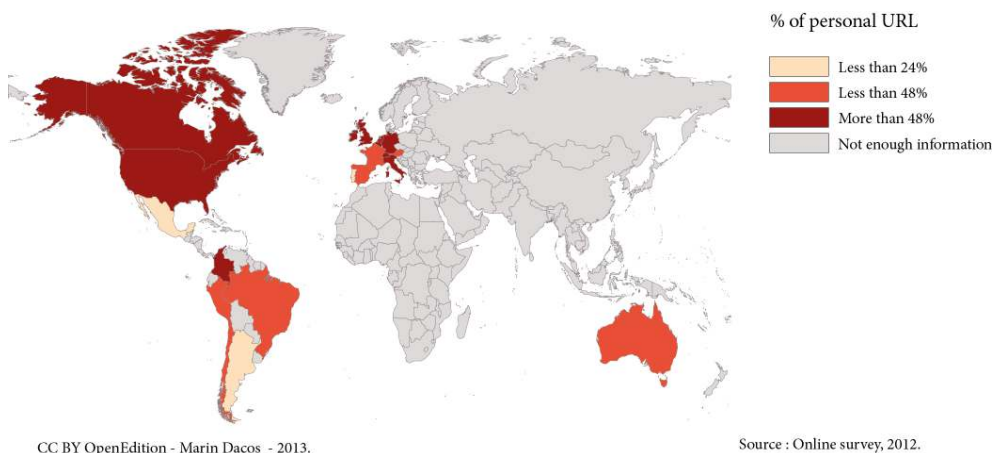 % of personal URL
Less than 24%
Less than 48%
More than 48%
Not enough information
CC BY OpenEdition - Marin Dacos - 2013.
Source : Online survey, 2012.